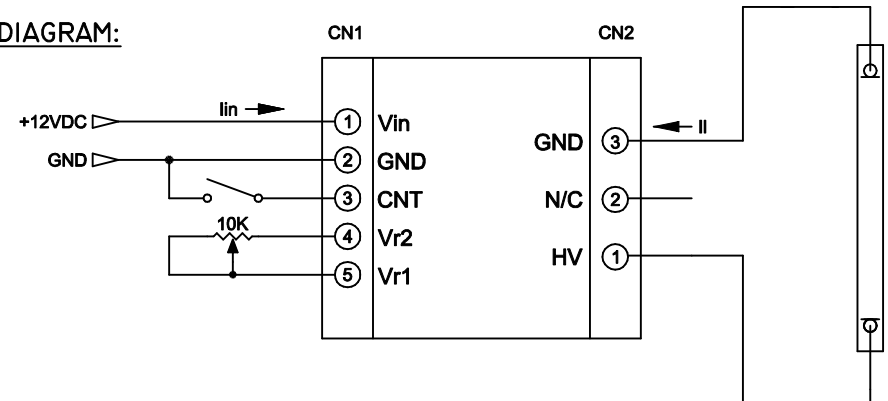 DIAGRAM:
CN1
CN2
Iin
+12VDC
1 Vin
GND
2 GND
3 CNT
10K
4 Vr2
5 Vr1
GND 3
Il
N/C 2
HV 1